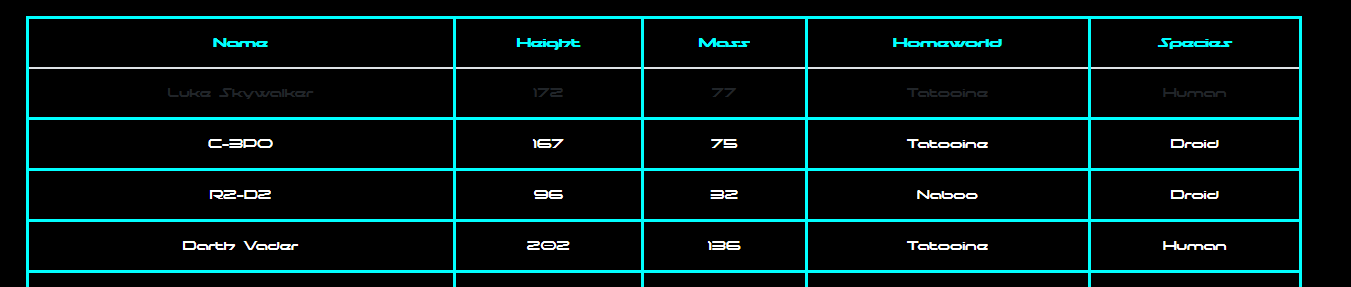 Name Height Mass Homeworld Species
Luke Skywalker 172 77 Tatooine Human
C-3PO 167 75 Tatooine Droid
R2-D2 96 32 Naboo Droid
Darth Vader 202 136 Tatooine Human